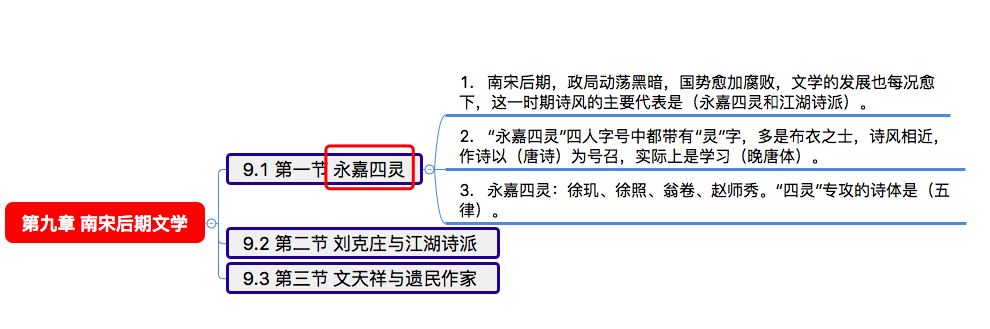 1. 南宋后期，政局动荡黑暗，国势愈加腐败，文学的发展也每况愈
下，这一时期诗风的主要代表是（永嘉四灵和江湖诗派）。
2. “永嘉四灵”四人字号中都带有“灵”字，多是布衣之士，诗风相近，
作诗以（唐诗）为号召，实际上是学习（晚唐体）。
9.1 第一节 永嘉四灵
3. 永嘉四灵：徐玑、徐照、翁卷、赵师秀。“四灵”专攻的诗体是（五
律）。
第九章 南宋后期文学
9.2 第二节 刘克庄与江湖诗派
9.3 第三节 文天祥与遗民作家